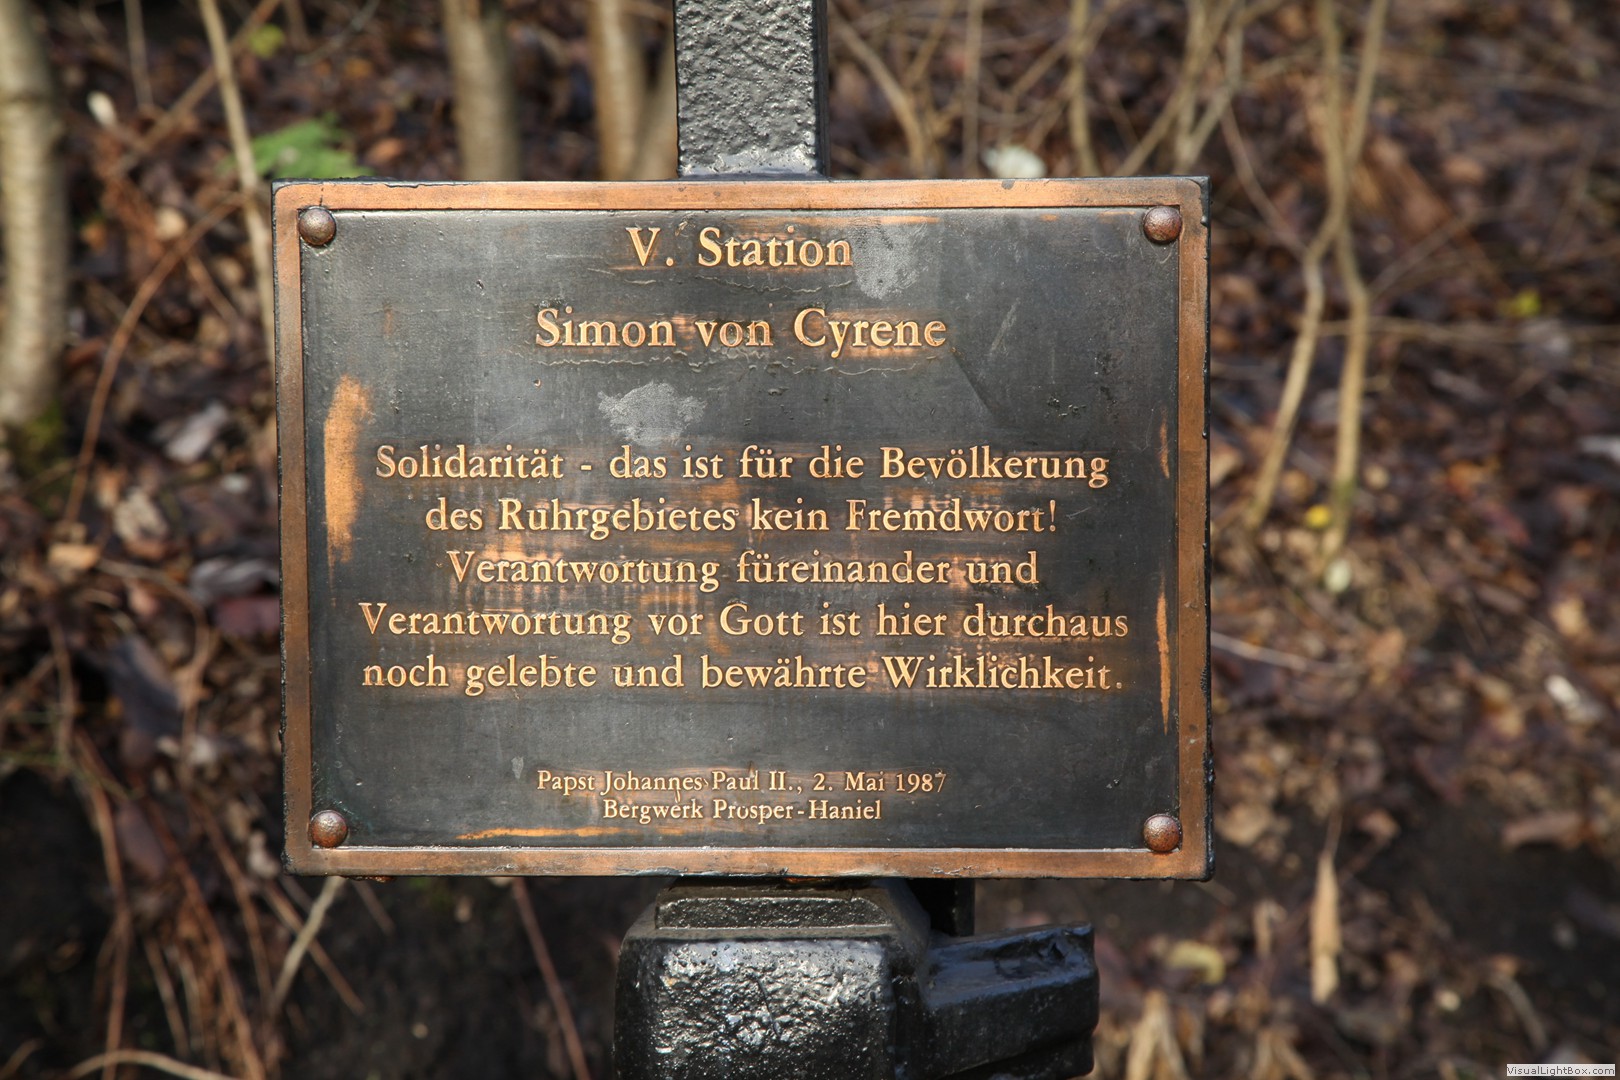 V. Station
Simon von Cyrene
Solidarität - das ist für die Bevölkerung
des Ruhrgebietes kein Fremdwort!
Verantwortung füreinander und
Verantwortung vor Gott ist hier durchaus
noch gelebte und bewährte Wirklichkeit.
Papst Johannes Paul II., 2. Mai 1987
Bergwerk Prosper-Haniel
VisualLightBox.com